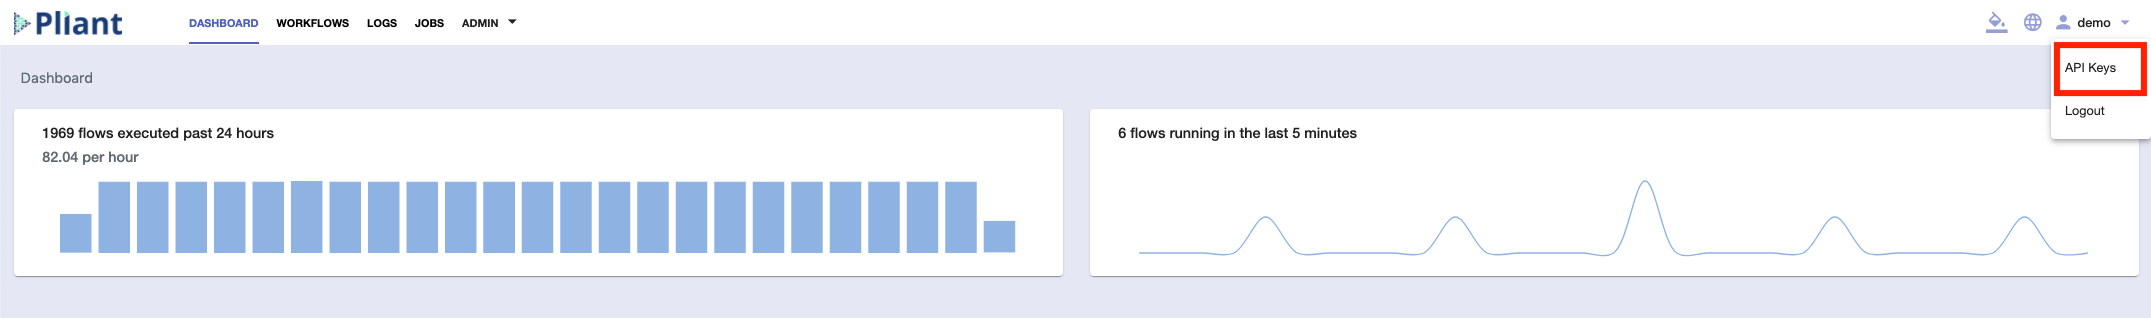 Pliant DASHBOARD WORKFLOWS LOGS JOBS ADMIN demo
API Keys
Logout
Dashboard
1969 flows executed past 24 hours
82.04 per hour
6 flows running in the last 5 minutes